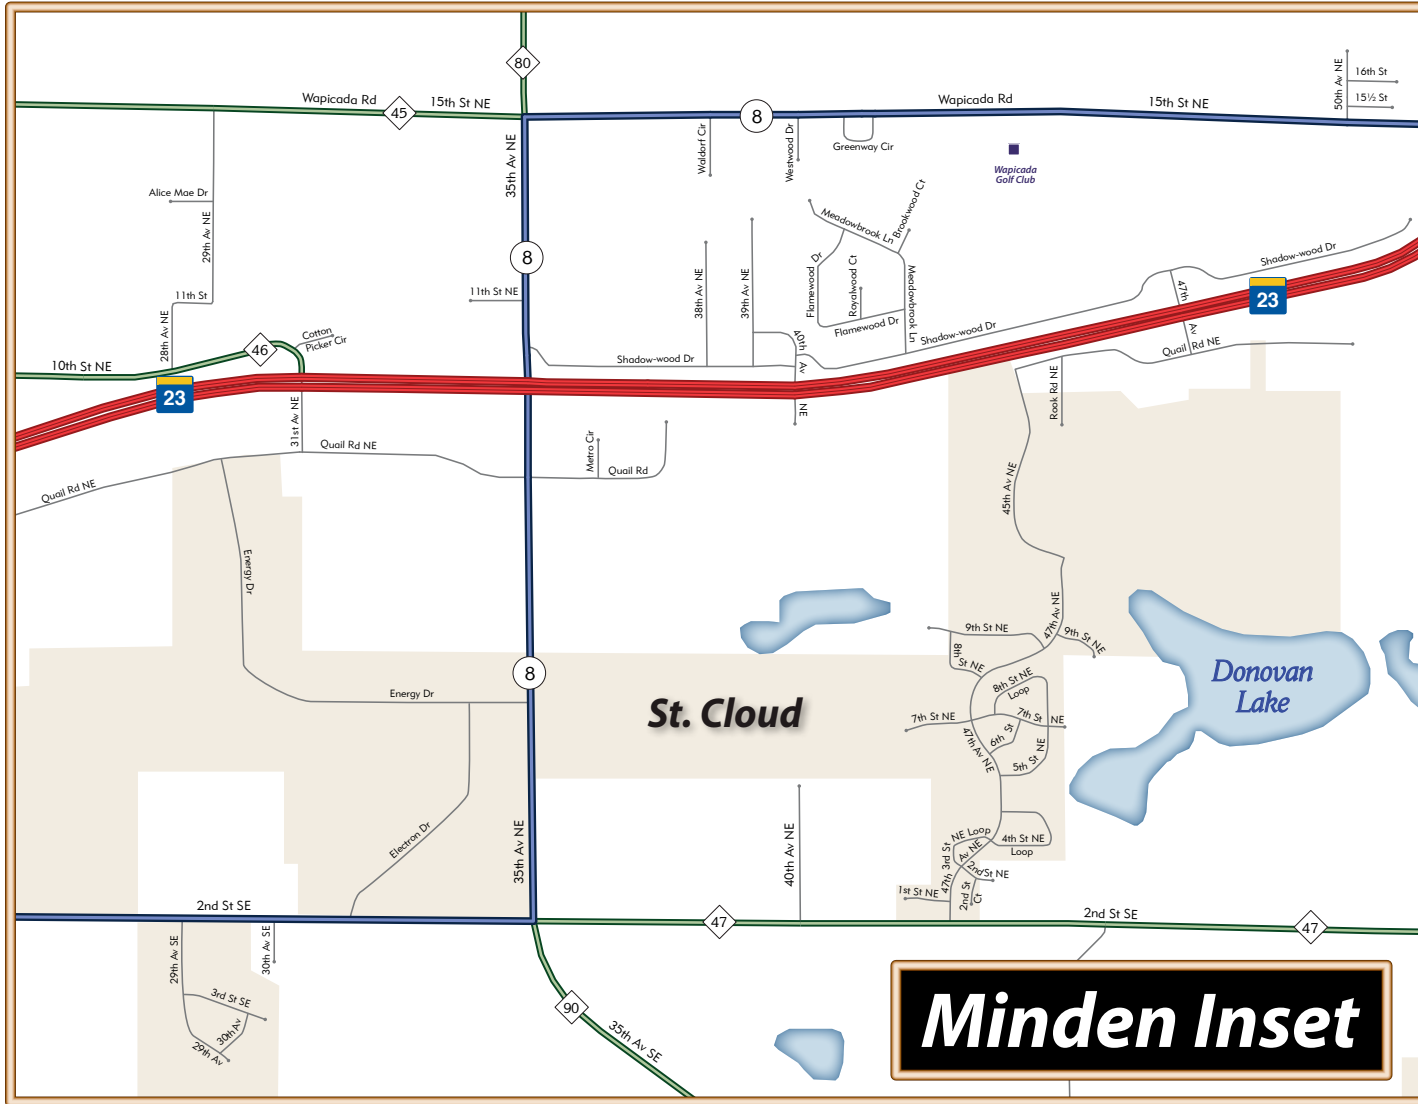 80
Wapicada Rd
45
15th St NE
8
Wapicada Rd
15th St NE
50th Av NE
16th St
15½ St
35th Av NE
Waldorf Cir
Westwood Dr
Greenway Cir
Wapicada
Golf Club
Alice Mae Dr
29th Av NE
11th St
28th Av NE
8
11th St NE
38th Av NE
39th Av NE
Meadowbrook Ln
Brookwood Ct
Flamewood Dr
Royalwood Ct
Meadowbrook Ln
Flamewood Dr
Shadow-wood Dr
Shadow-wood Dr
47th
Av
23
Quail Rd NE
10th St NE
46
Cotton
Picker Cir
Shadow-wood Dr
40th
Av
NE
23
31st Av NE
Quail Rd NE
Metro Cir
Quail Rd
Rook Rd NE
Quail Rd NE
45th Av NE
Energy Dr
47th Av NE
9th St NE
9th St NE
8th
St NE
8
Energy Dr
St. Cloud
8th St NE
Loop
7th St NE
7th St
NE
6th St
47th Av NE
5th St
NE
Donovan
Lake
Electron Dr
35th Av NE
40th Av NE
NE Loop
3rd St
4th St NE
Loop
47th
Av NE
2nd St NE
1st St NE
2nd St
Ct
2nd St SE
47
2nd St SE
47
29th Av SE
30th Av SE
3rd St SE
30th Av
29th Av
90
35th Av SE
Minden Inset